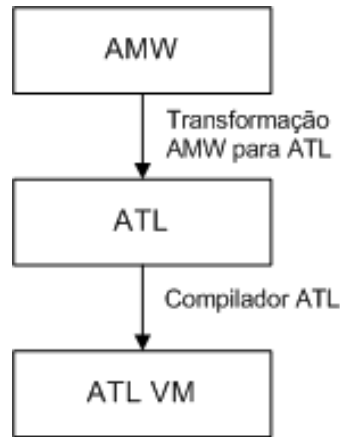 AMW
Transformação
AMW para ATL
ATL
Compilador ATL
ATL VM